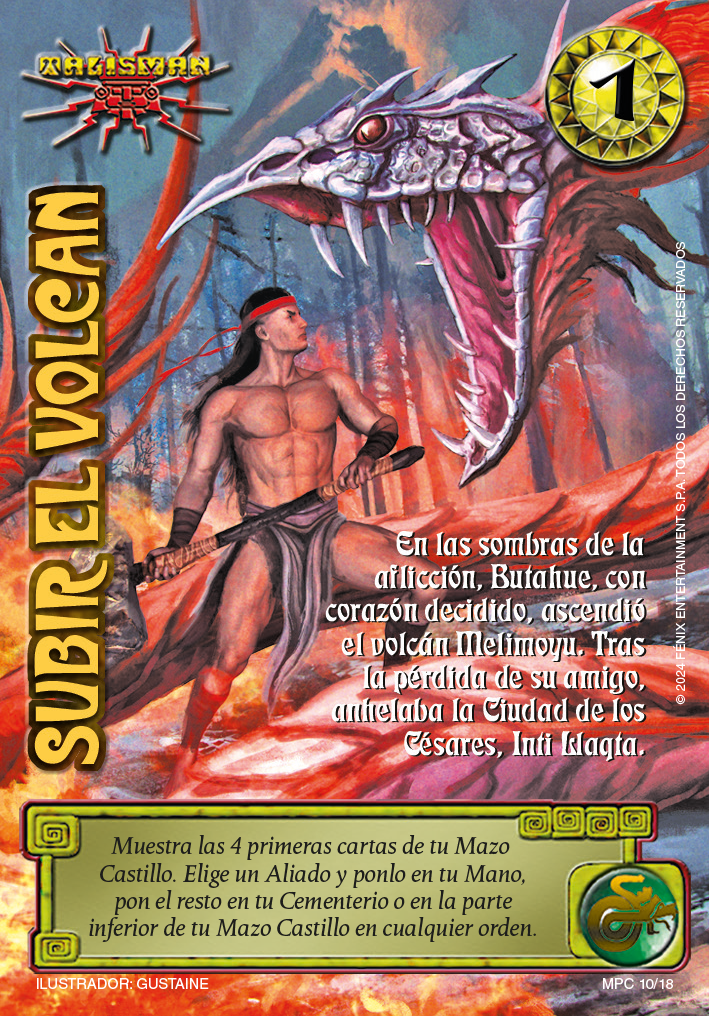 TALISMAN
1
SUBIR EL VOLCAN
En las sombras de la
aflicción, Butahue, con
corazón decidido, ascendió
el volcán Melimoyu. Tras
la pérdida de su amigo,
anhelaba la Ciudad de los
Césares, Inti Llaqta.
© 2024 FENIX ENTERTAINMENT S.P.A. TODOS LOS DERECHOS RESERVADOS
Muestra las 4 primeras cartas de tu Mazo
Castillo. Elige un Aliado y ponlo en tu Mano,
pon el resto en tu Cementerio o en la parte
inferior de tu Mazo Castillo en cualquier orden.
ILUSTRADOR: GUSTAINE
MPC 10/18